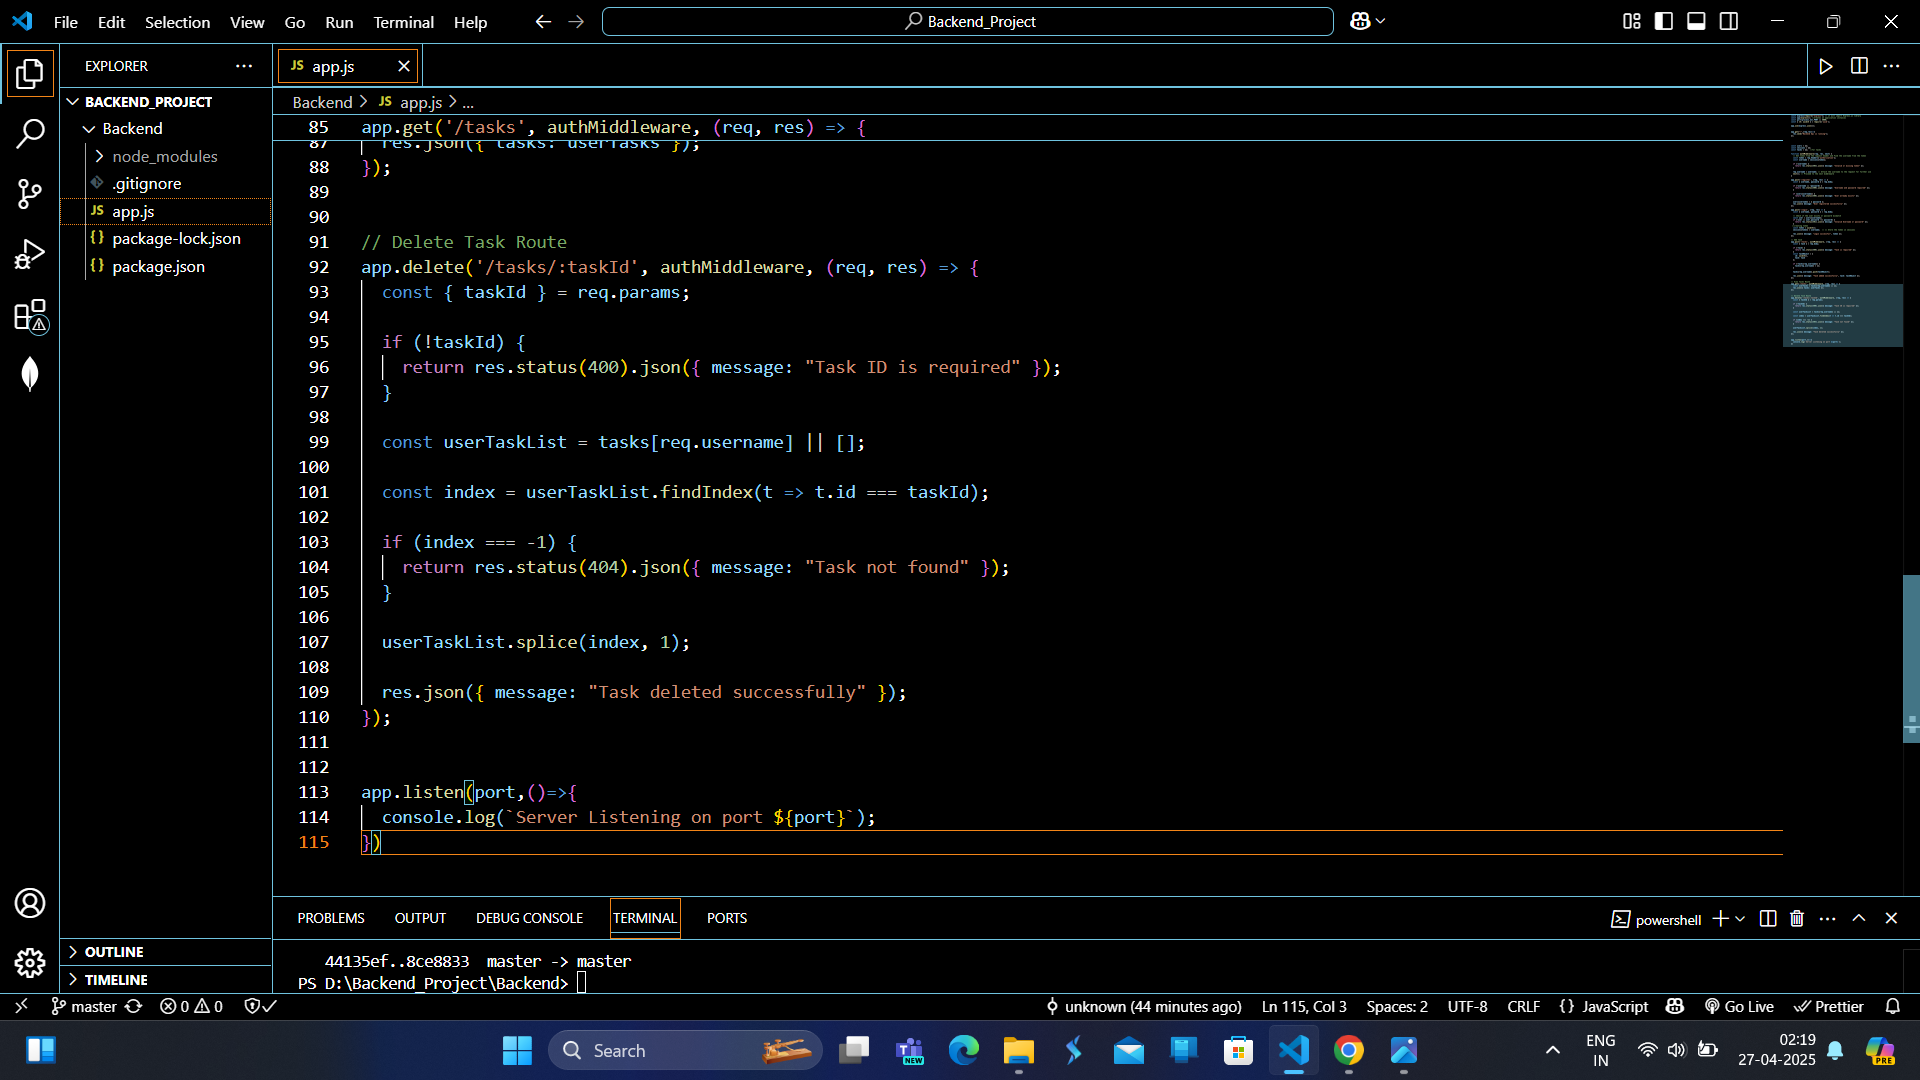 File Edit Selection View Go Run Terminal Help
Backend_Project
EXPLORER
BACKEND_PROJECT
Backend
node_modules
.gitignore
JS app.js
{} package-lock.json
{} package.json
OUTLINE
TIMELINE
JS app.js
Backend > JS app.js > ...
85 app.get('/tasks', authMiddleware, (req, res) => {
87 res.json({ tasks: userTasks });
88 });
89
90
91 // Delete Task Route
92 app.delete('/tasks/:taskId', authMiddleware, (req, res) => {
93 const { taskId } = req.params;
94
95 if (!taskId) {
96 return res.status(400).json({ message: "Task ID is required" });
97 }
98
99 const userTaskList = tasks[req.username] || [];
100
101 const index = userTaskList.findIndex(t => t.id === taskId);
102
103 if (index === -1) {
104 return res.status(404).json({ message: "Task not found" });
105 }
106
107 userTaskList.splice(index, 1);
108
109 res.json({ message: "Task deleted successfully" });
110 });
111
112
113 app.listen(port,()=>{
114 console.log(`Server Listening on port ${port}`);
115 })
PROBLEMS OUTPUT DEBUG CONSOLE TERMINAL PORTS
powershell
44135ef..8ce8833 master -> master
PS D:\Backend_Project\Backend>
master 0 0 unknown (44 minutes ago) Ln 115, Col 3 Spaces: 2 UTF-8 CRLF {} JavaScript Go Live Prettier
Search
NEW
ENG
IN
02:19
27-04-2025
PRE